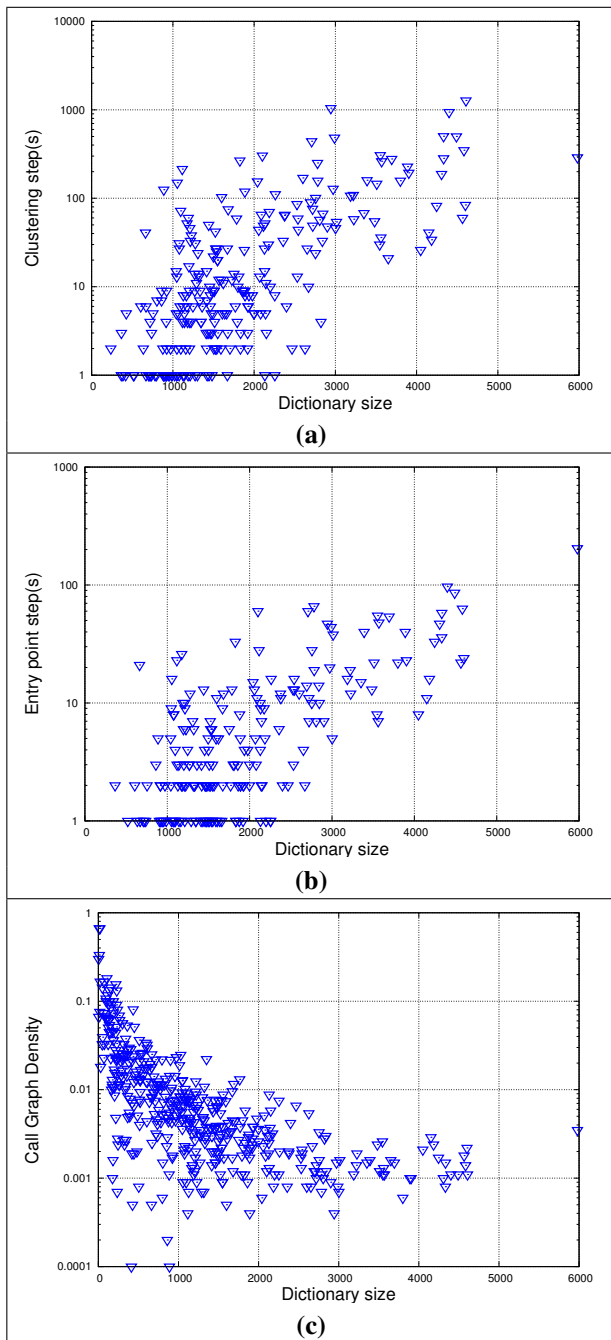 10000
1000
100
10
1
Clustering step(s)
0 1000 2000 3000 4000 5000 6000
Dictionary size
(a)
1000
100
10
1
Entry point step(s)
0 1000 2000 3000 4000 5000 6000
Dictionary size
(b)
1
0.1
0.01
0.001
0.0001
Call Graph Density
0 1000 2000 3000 4000 5000 6000
Dictionary size
(c)